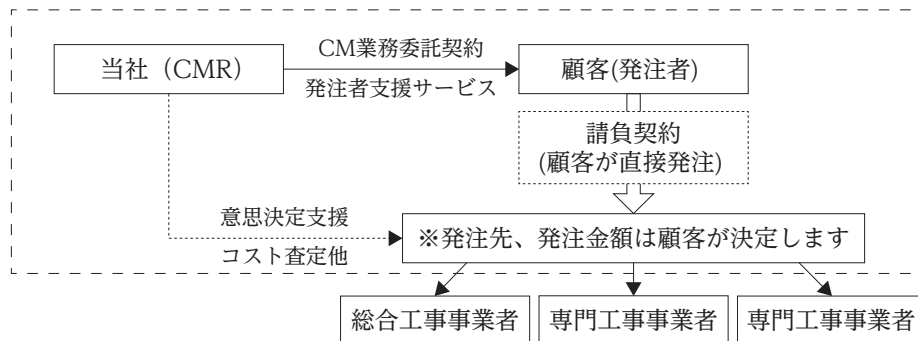 当社（CMR）
CM業務委託契約
発注者支援サービス
顧客(発注者)
請負契約
(顧客が直接発注)
意思決定支援
コスト査定他
※発注先、発注金額は顧客が決定します
総合工事事業者
専門工事事業者
専門工事事業者